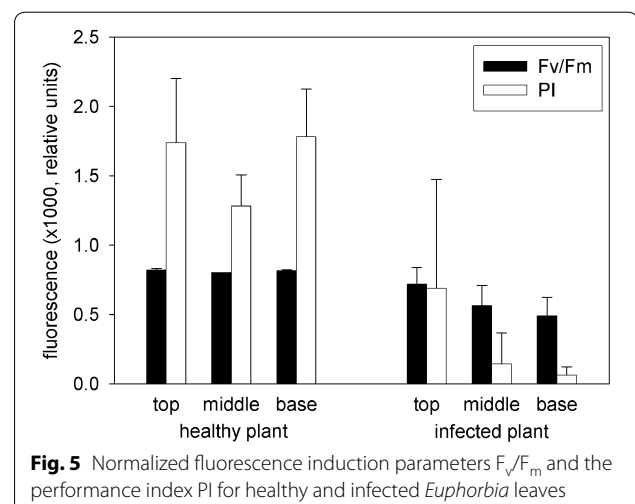 2.5
2.0
1.5
1.0
0.5
0.0
fluorescence (x1000, relative units)
Fv/Fm
PI
top middle base top middle base
healthy plant infected plant
Fig. 5 Normalized fluorescence induction parameters Fv/Fm and the
performance index PI for healthy and infected Euphorbia leaves